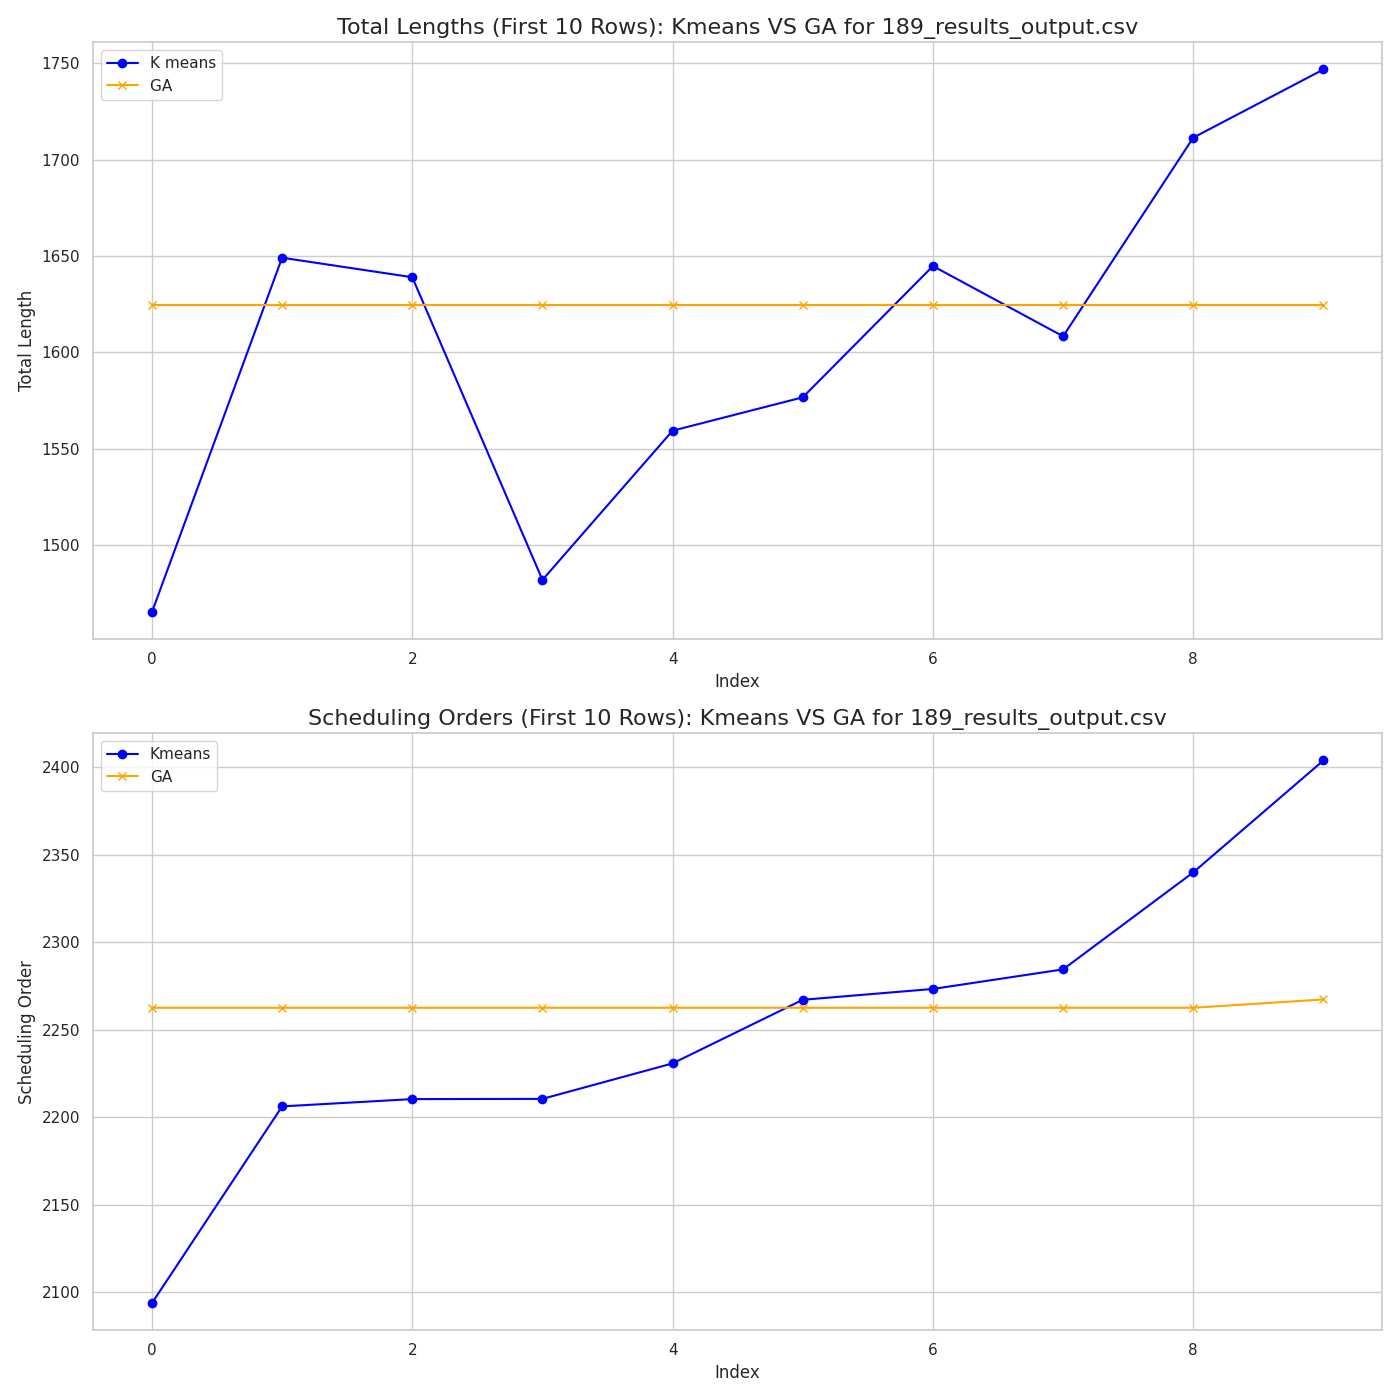 Total Lengths (First 10 Rows): Kmeans VS GA for 189_results_output.csv
K means
GA
1750
1700
1650
1600
1550
1500
Total Length
0 2 4 6 8
Index
Scheduling Orders (First 10 Rows): Kmeans VS GA for 189_results_output.csv
Kmeans
GA
2400
2350
2300
2250
2200
2150
2100
Scheduling Order
0 2 4 6 8
Index